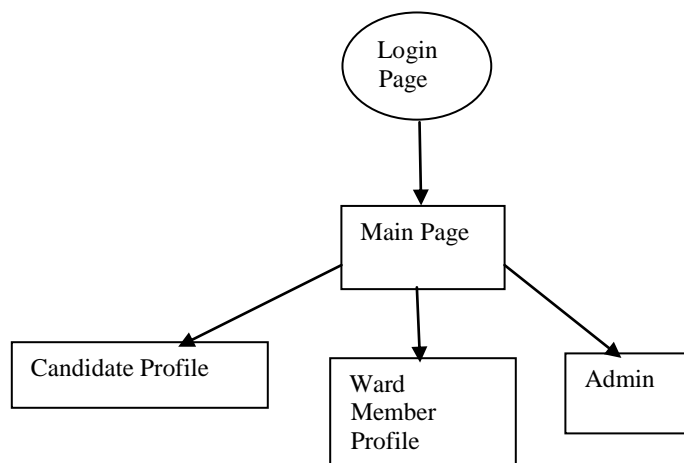 Login
Page
Main Page
Candidate Profile
Ward
Member
Profile
Admin